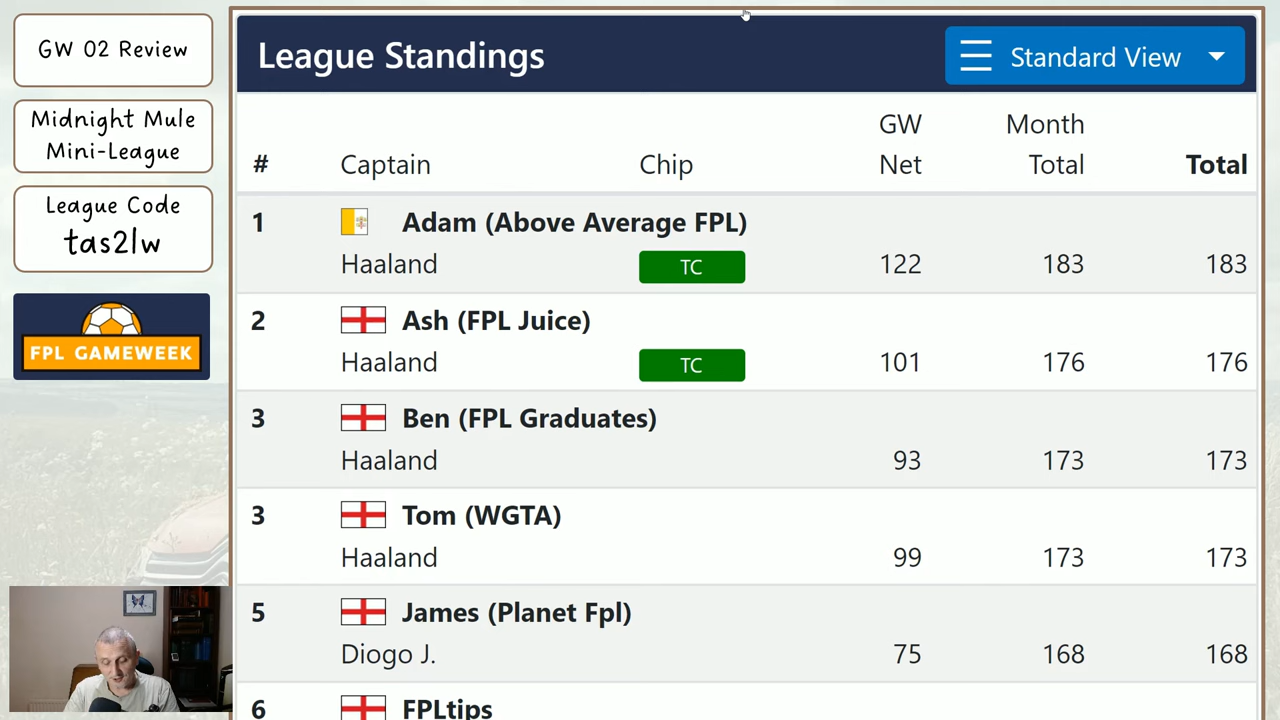 GW 02 Review
Midnight Mule
Mini-League
League Code
tas2lw
FPL GAMEWEEK
League Standings
Standard View
# Captain Chip GW Net Month Total Total
1 Adam (Above Average FPL)
Haaland TC 122 183 183
2 Ash (FPL Juice)
Haaland TC 101 176 176
3 Ben (FPL Graduates)
Haaland 93 173 173
3 Tom (WGTA)
Haaland 99 173 173
5 James (Planet Fpl)
Diogo J. 75 168 168
6 FPLtips